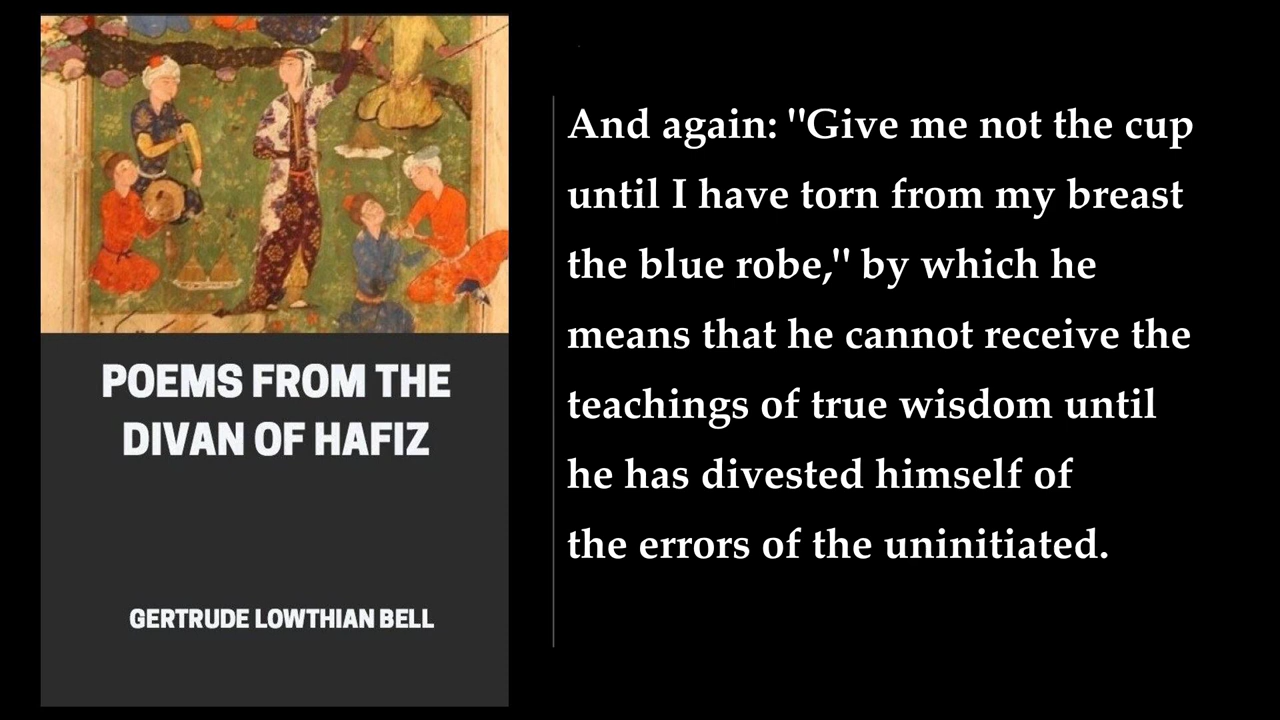 POEMS FROM THE
DIVAN OF HAFIZ
GERTRUDE LOWTHIAN BELL
And again: "Give me not the cup
until I have torn from my breast
the blue robe," by which he
means that he cannot receive the
teachings of true wisdom until
he has divested himself of
the errors of the uninitiated.